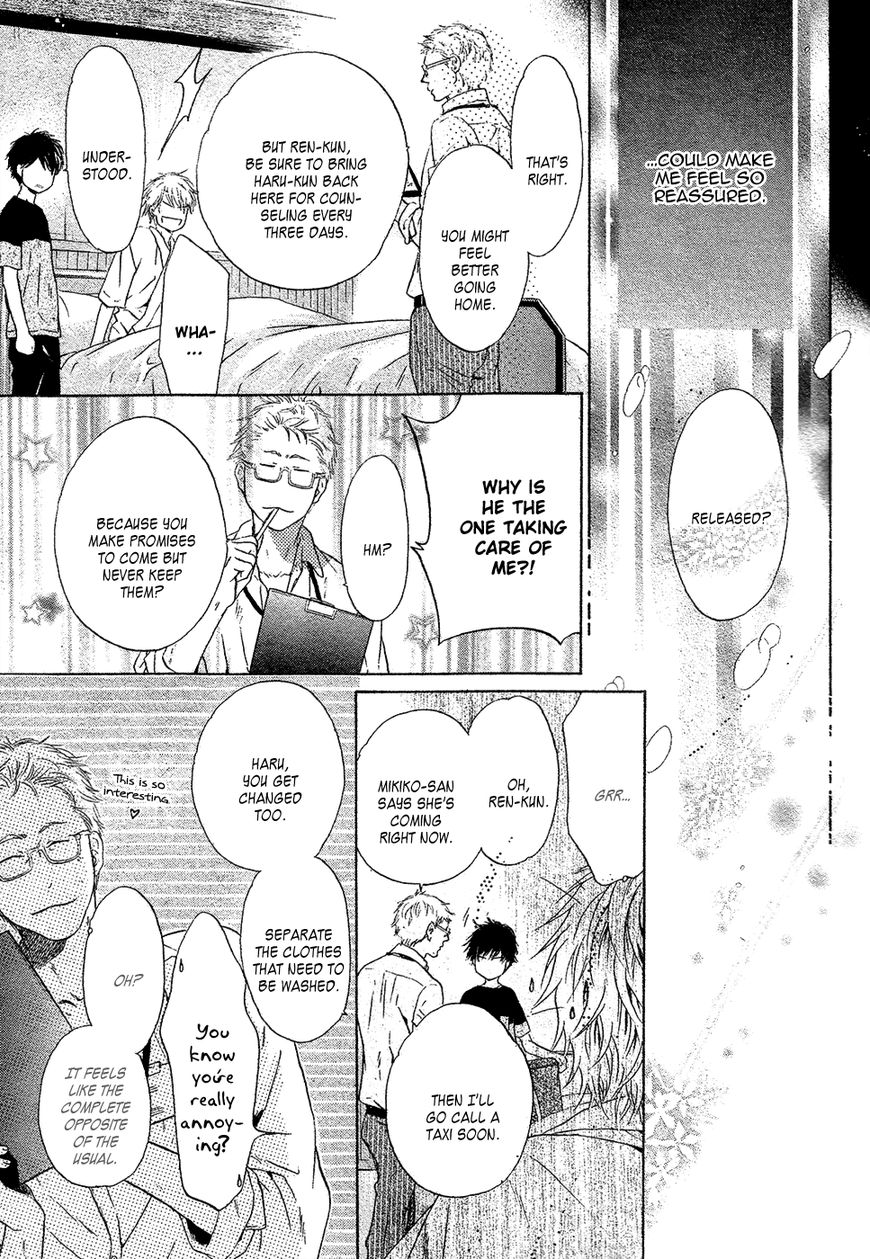 ...COULD MAKE
ME FEEL SO
REASSURED.
RELEASED?
THAT'S
RIGHT.
YOU MIGHT
FEEL
BETTER
GOING
HOME.
BUT REN-KUN,
BE SURE TO BRING
HARU-KUN BACK
HERE FOR COUN-
SELING EVERY
THREE DAYS.
WHA-
---
UNDER-
STOOD.
WHY IS
HE THE
ONE TAKING
CARE OF
ME?!
HM?
BECAUSE YOU
MAKE PROMISES
TO COME BUT
NEVER KEEP
THEM?
GRR...
OH,
REN-KUN.
MIKIKO-SAN
SAYS SHE'S
COMING
RIGHT NOW.
THEN I'LL
GO CALL A
TAXI SOON.
HARU,
YOU GET
CHANGED
TOO.
SEPARATE
THE CLOTHES
THAT NEED TO
BE WASHED.
This is so
interesting
You
know
you're
really
annoy-
ing?
OH?
IT FEELS
LIKE THE
COMPLETE
OPPOSITE
OF THE
USUAL.